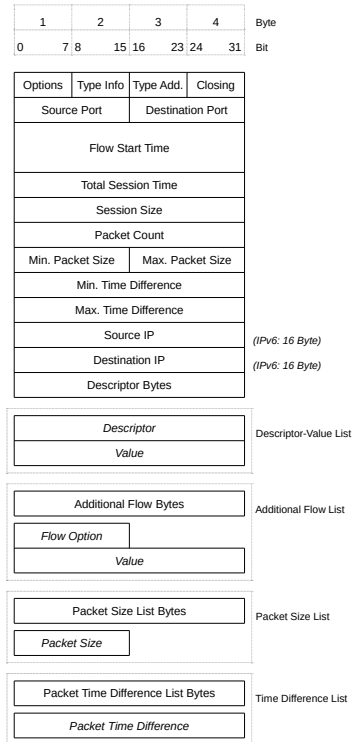 1 2 3 4 Byte
0 7 8 15 16 23 24 31 Bit
Options Type Info Type Add. Closing
Source Port Destination Port
Flow Start Time
Total Session Time
Session Size
Packet Count
Min. Packet Size Max. Packet Size
Min. Time Difference
Max. Time Difference
Source IP (IPv6: 16 Byte)
Destination IP (IPv6: 16 Byte)
Descriptor Bytes
Descriptor
Descriptor-Value List
Value
Additional Flow Bytes
Additional Flow List
Flow Option
Value
Packet Size List Bytes
Packet Size List
Packet Size
Packet Time Difference List Bytes
Time Difference List
Packet Time Difference